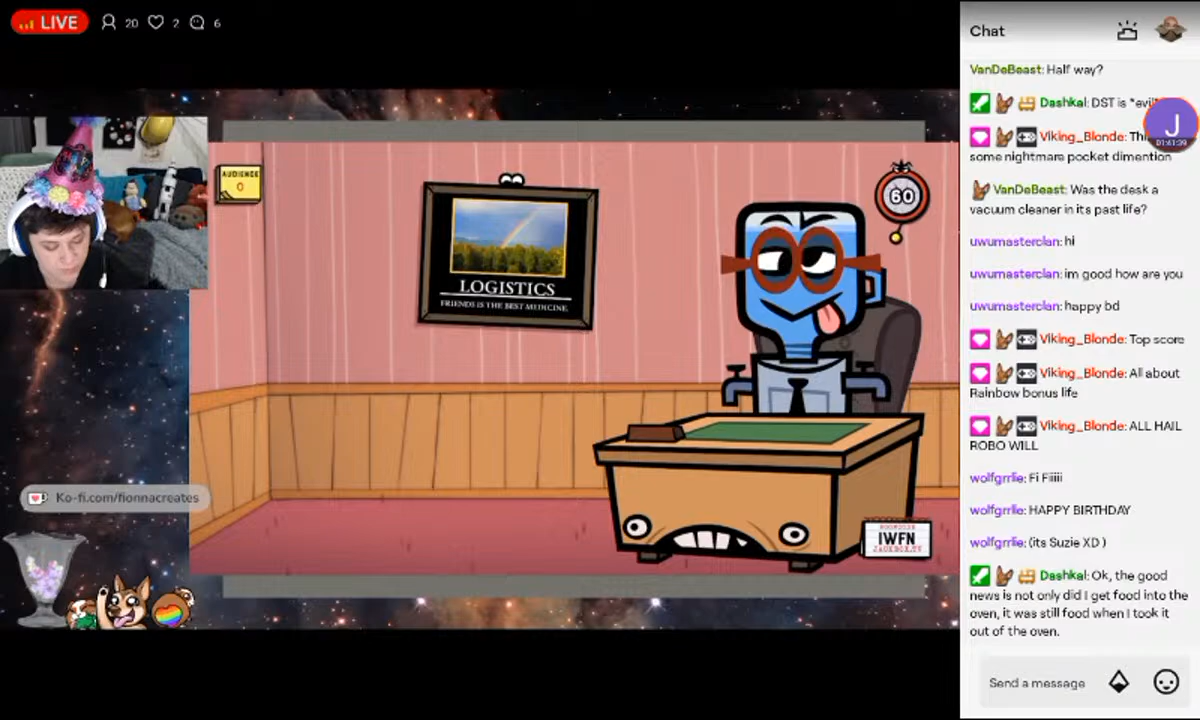 LIVE 20 2 6
Chat
VanDeBeast: Half way?
Dashkal: DST is *evil*
J
01:41:39
Viking_Blonde:
some nightmare pocket dimention
VanDeBeast: Was the desk a
vacuum cleaner in its past life?
uwumasterclan: hi
uwumasterclan: im good how are you
uwumasterclan: happy bd
Viking_Blonde: Top score
Viking_Blonde: All about
Rainbow bonus life
Viking_Blonde: ALL HAIL
ROBO WILL
wolfgrrlie: Fi Fiiiii
wolfgrrlie: HAPPY BIRTHDAY
wolfgrrlie: (its Suzie XD )
Dashkal: Ok, the good
news is not only did I get food into the
oven, it was still food when I took it
out of the oven.
Send a message
AUDIENCE
0
LOGISTICS
FRIENDS IS THE BEST MEDICINE.
60
IWFN
JACKBOX.TV
Ko-fi.com/fionnacreates